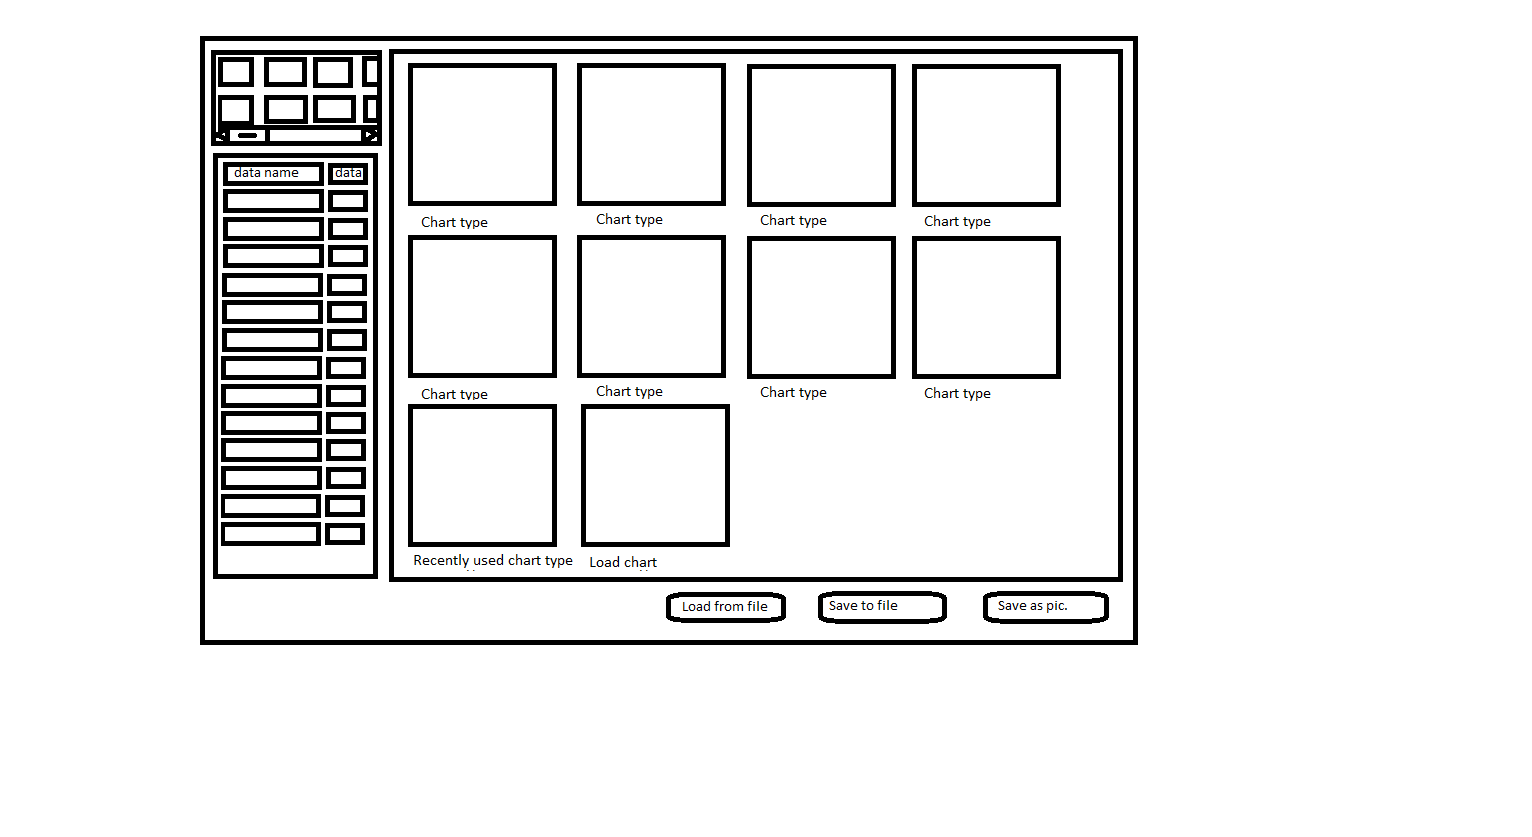 data name data
Chart type Chart type Chart type Chart type
Chart type Chart type Chart type Chart type
Recently used chart type Load chart
Load from file Save to file Save as pic.